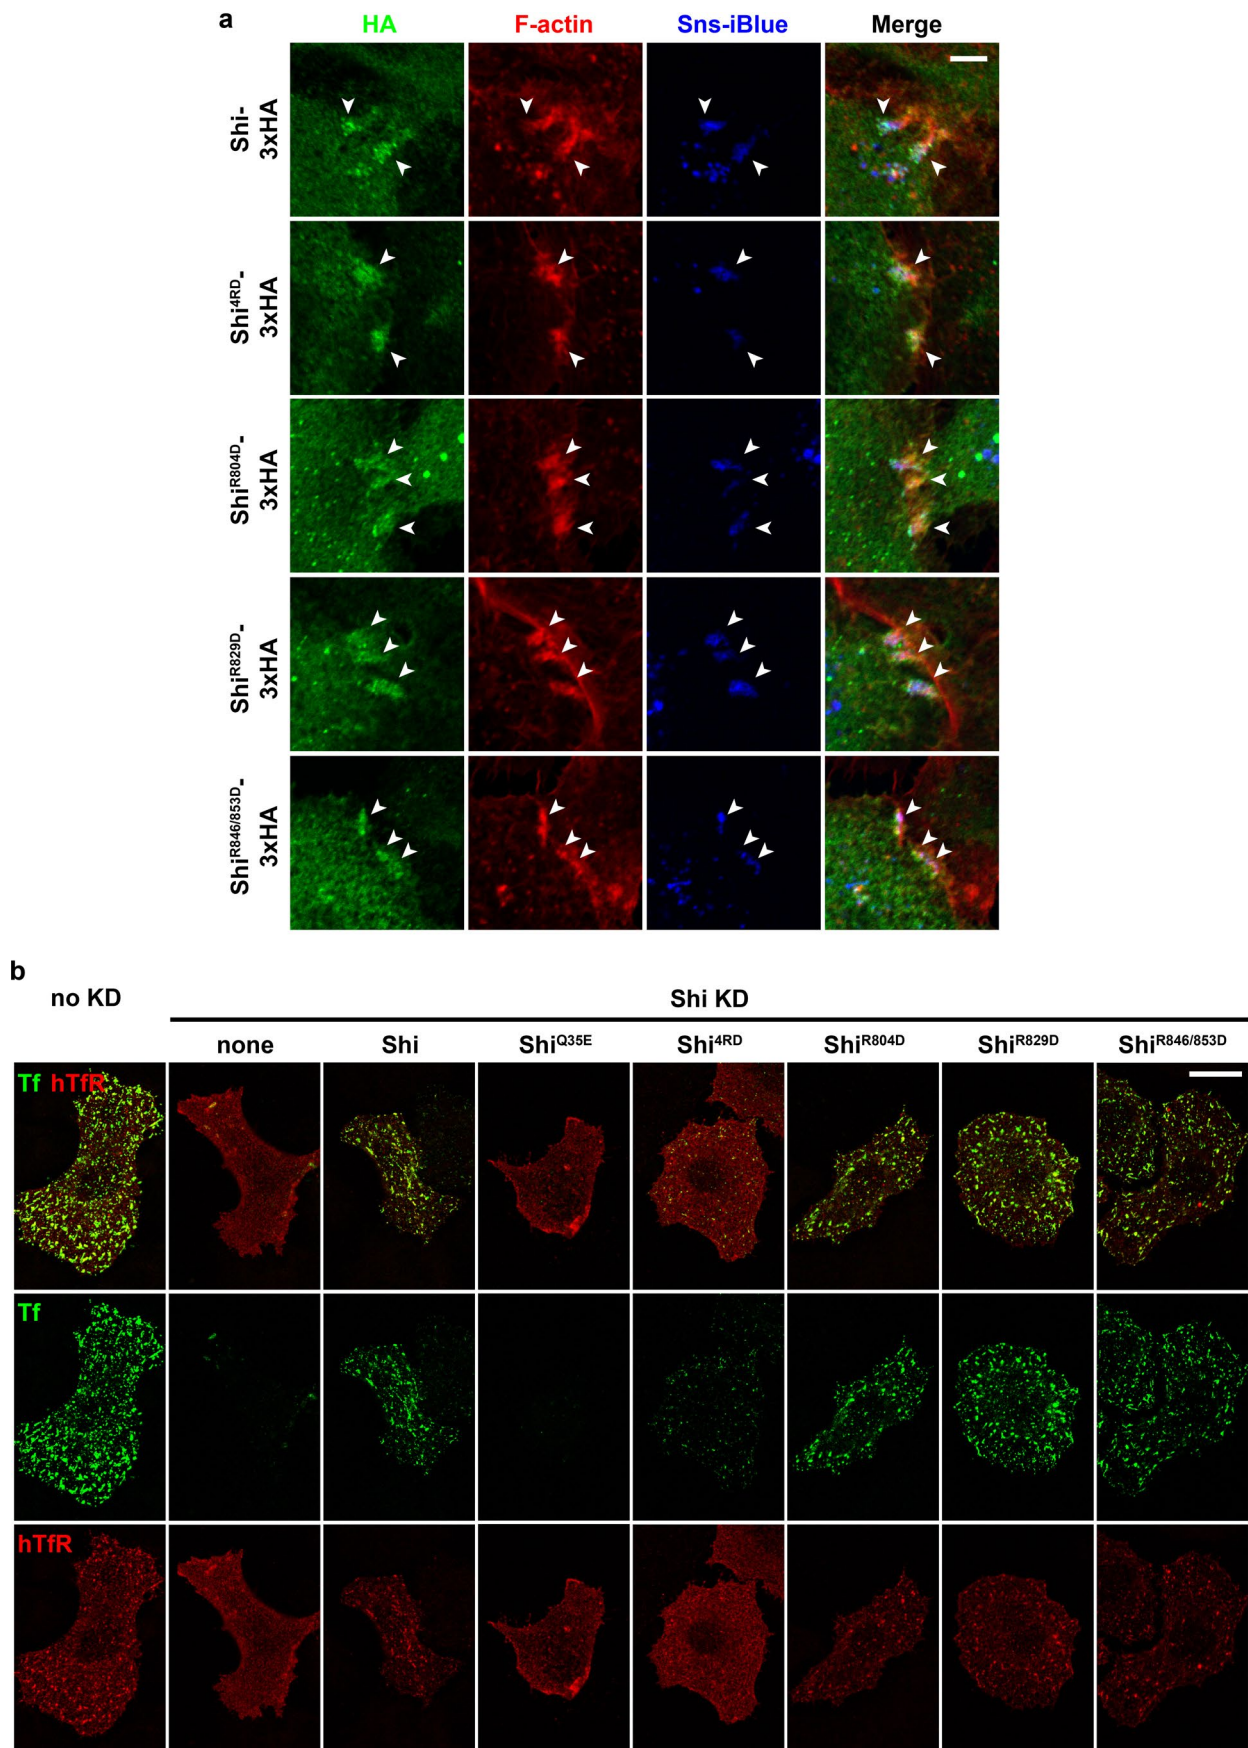 a
HA F-actin Sns-iBlue Merge
Shi-
3xHA
Shi4RD-
3xHA
ShiR804D-
3xHA
ShiR829D-
3xHA
ShiR846/853D-
3xHA
b
no KD Shi KD
none Shi ShiQ35E Shi4RD ShiR804D ShiR829D ShiR846/853D
Tf hTfR
Tf
hTfR